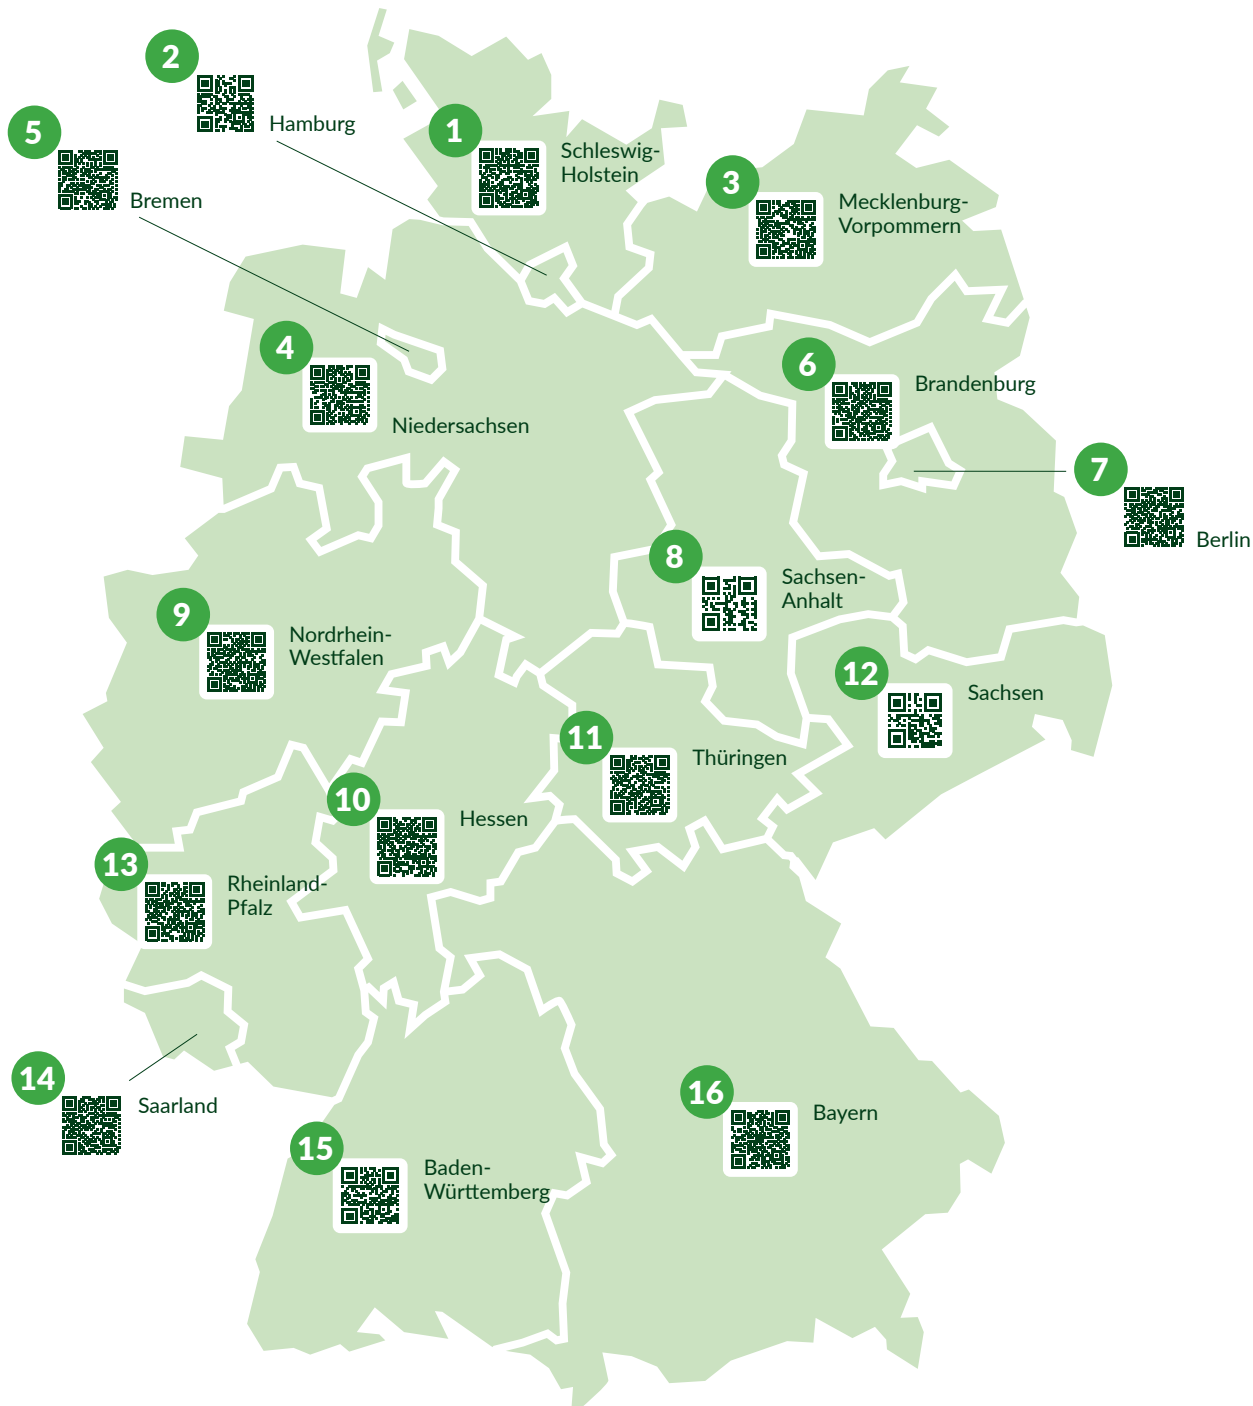 2
Hamburg
5
Bremen
1
Schleswig-
Holstein
3
Mecklenburg-
Vorpommern
4
Niedersachsen
6
Brandenburg
7
Berlin
8
Sachsen-
Anhalt
9
Nordrhein-
Westfalen
12
Sachsen
11
Thüringen
10
Hessen
13
Rheinland-
Pfalz
14
Saarland
16
Bayern
15
Baden-
Württemberg